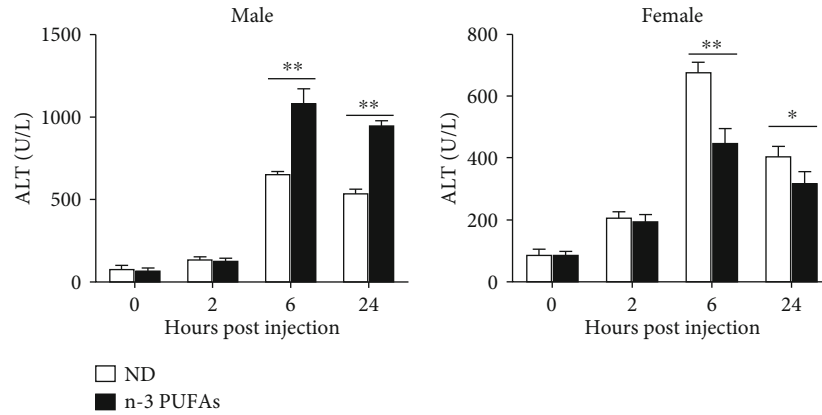 Male
1500
1000
500
0
ALT (U/L)
**
**
0 2 6 24
Hours post injection
Female
800
600
400
200
0
ALT (U/L)
**
*
0 2 6 24
Hours post injection
ND
n-3 PUFAs